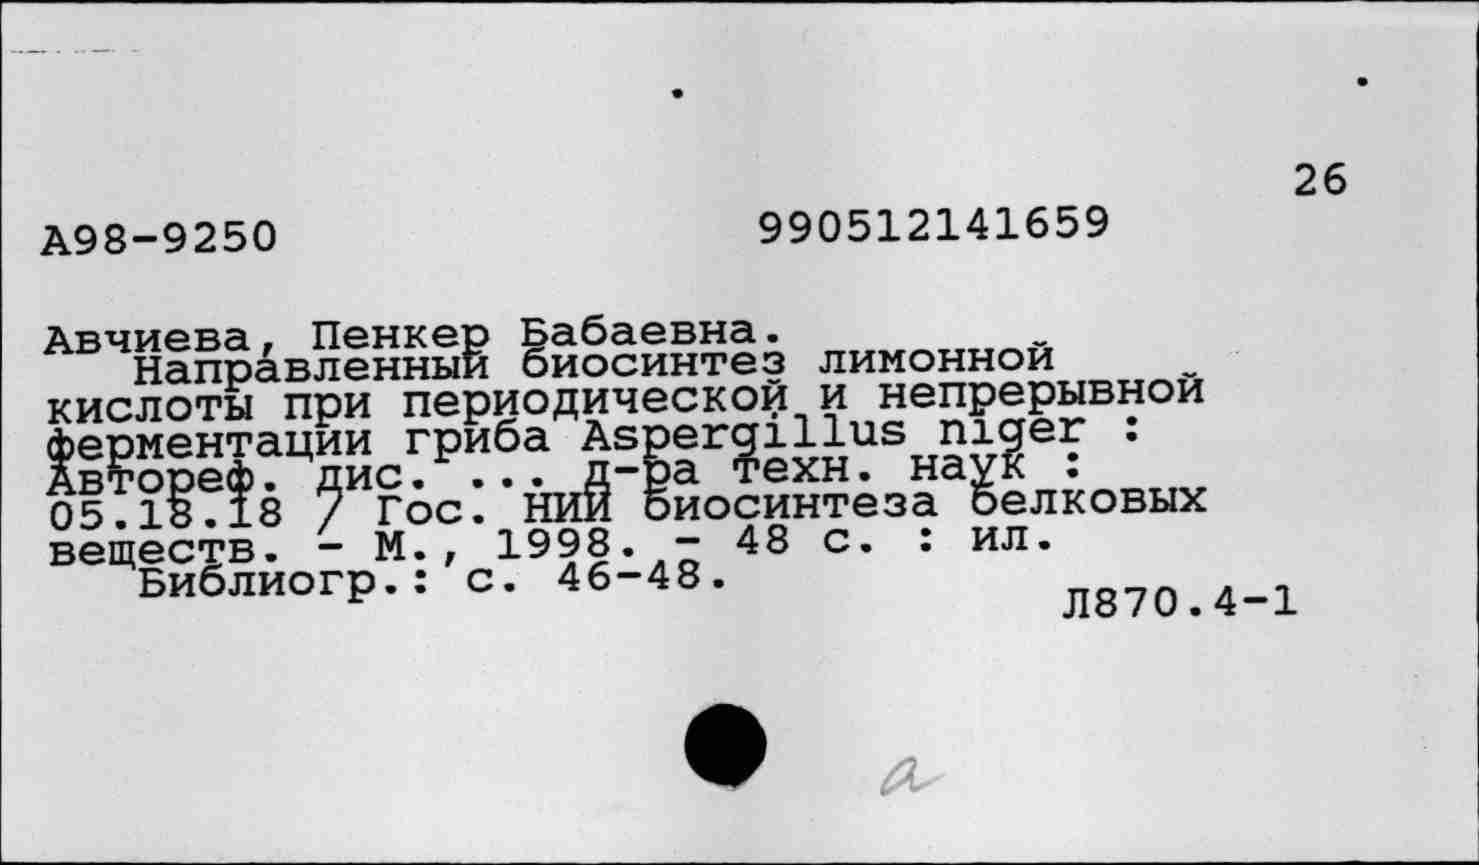 26
А98-9250 990512141659
Авчиева, Пенкер Бабаевна.
Направленный биосинтез лимонной
кислоты при периодической и непрерывной
ферментации гриба Aspergillus niger :
Автореф. дис. ... д-ра техн. наук :
05.18.18 / Гос. НИИ биосинтеза белковых
веществ. - М., 1998. - 48 с. : ил.
Библиогр.: с. 46-48.
Л870.4-1
а